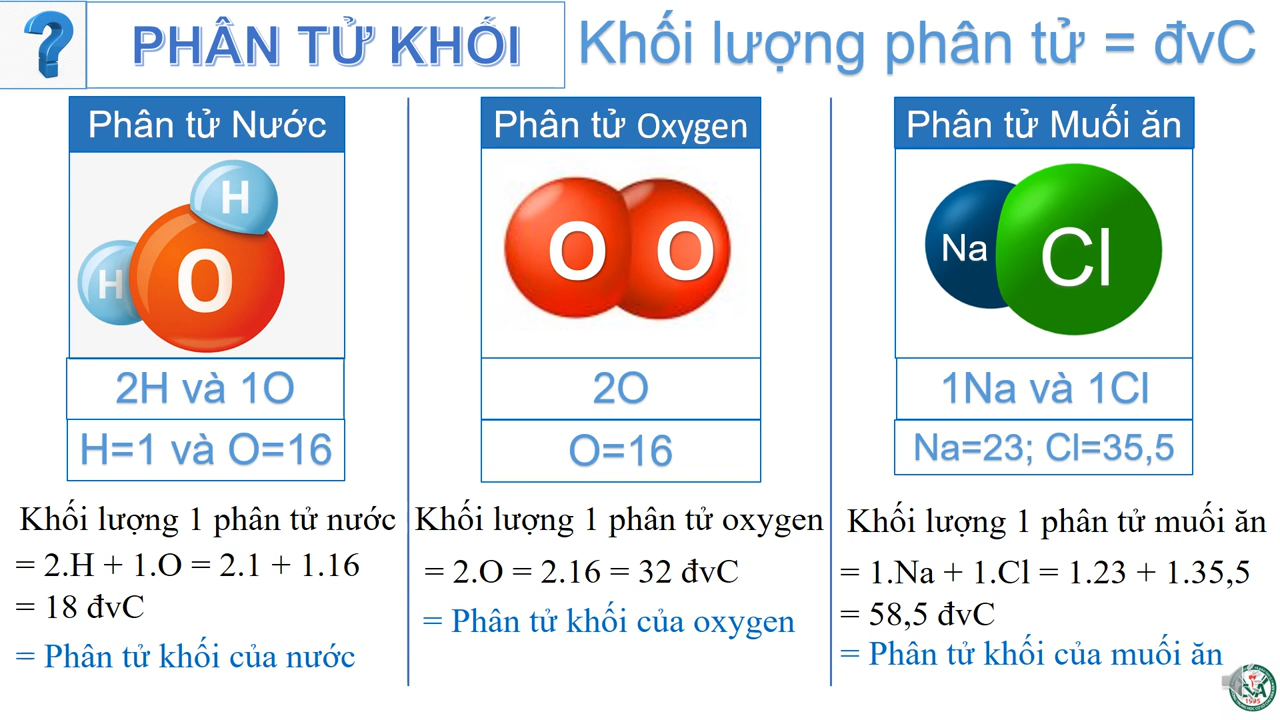 PHÂN TỬ KHỐI
Khối lượng phân tử = đvC
Phân tử Nước
H
H
O
2H và 1O
H=1 và O=16
Khối lượng 1 phân tử nước
= 2.H + 1.O = 2.1 + 1.16
= 18 đvC
= Phân tử khối của nước
Phân tử Oxygen
O O
2O
O=16
Khối lượng 1 phân tử oxygen
= 2.O = 2.16 = 32 đvC
= Phân tử khối của oxygen
Phân tử Muối ăn
Na Cl
1Na và 1Cl
Na=23; Cl=35,5
Khối lượng 1 phân tử muối ăn
= 1.Na + 1.Cl = 1.23 + 1.35,5
= 58,5 đvC
= Phân tử khối của muối ăn